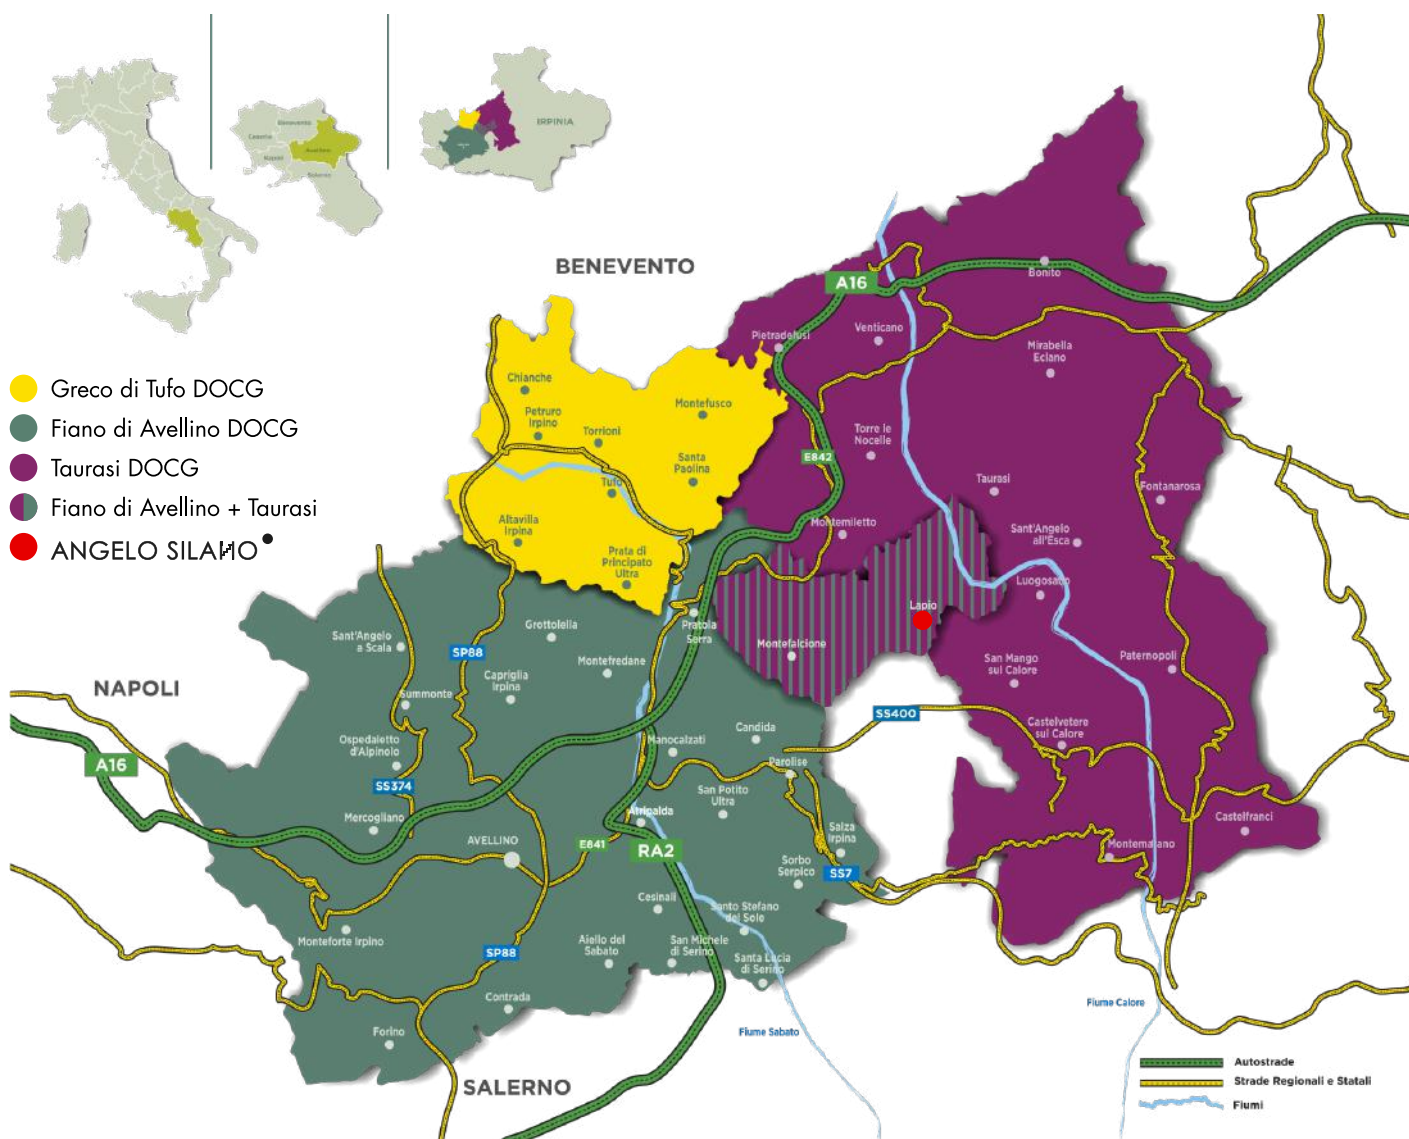 Benevento
Caserta
Napoli
Avellino
Salerno
IRPINIA
BENEVENTO
A16
Bonito
Pietradefusi
Venticano
Mirabella
Eclano
Greco di Tufo DOCG
Fiano di Avellino DOCG
Taurasi DOCG
Fiano di Avellino + Taurasi
Chianche
Petruro
Irpino
Torrioni
Montefusco
Santa
Paolina
Tufo
Altavilla
Irpina
Prata di
Principato
Ultra
Torre le
Nocelle
E842
Taurasi
Fontanarosa
Montemiletto
Sant'Angelo
all'Esca
Luogosano
Lapio
Montefalcione
Pratola
Serra
Grottolella
Sant'Angelo
a Scala
SP88
Montefredane
Capriglia
Irpina
Summonte
San Mango
sul Calore
Paternopoli
NAPOLI
A16
SS400
Castelvetere
sul Calore
Candida
Manocalzati
Parolise
Ospedaletto
d'Alpinolo
SS374
San Potito
Ultra
Mercogliano
Atripalda
Salza
Irpina
Castelfranci
AVELLINO
E841
RA2
Montemarano
Sorbo
Serpico
SS7
Cesinali
Santo Stefano
del Sole
Monteforte Irpino
SP88
Aiello del
Sabato
San Michele
di Serino
Santa Lucia
di Serino
Contrada
Forino
Fiume Sabato
Fiume Calore
SALERNO
Autostrade
Strade Regionali e Statali
Fiumi